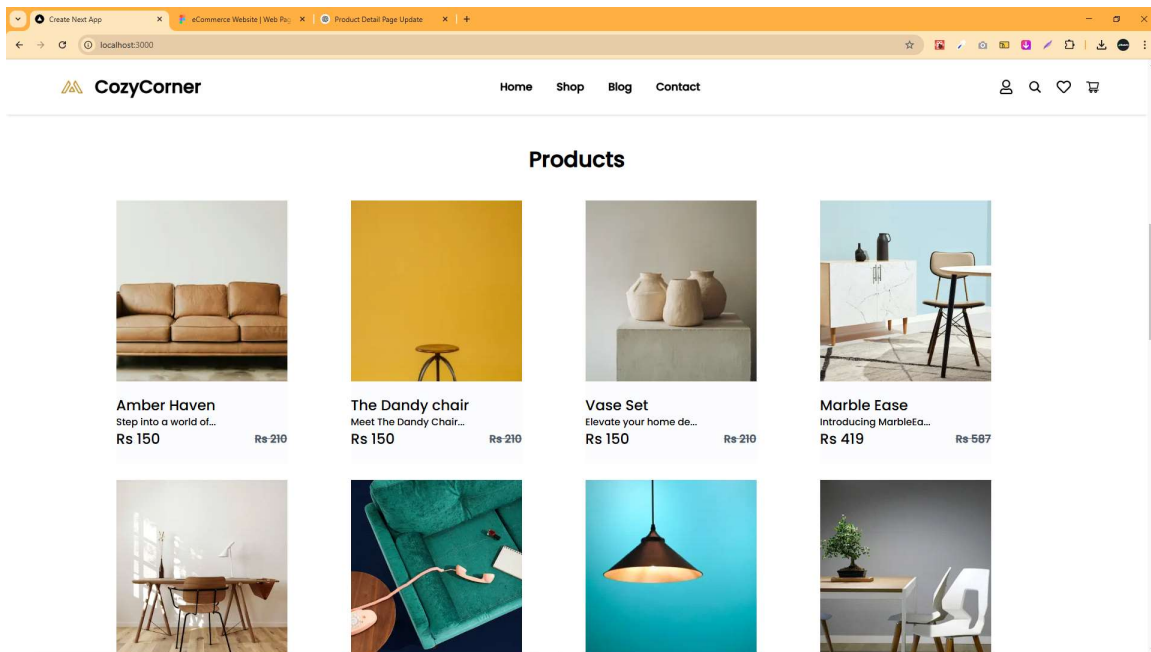 Create Next App
eCommerce Website | Web Pag
Product Detail Page Update
localhost:3000
CozyCorner
Home Shop Blog Contact
Products
Amber Haven
Step into a world of...
Rs 150 Rs 210
The Dandy chair
Meet The Dandy Chair...
Rs 150 Rs 210
Vase Set
Elevate your home de...
Rs 150 Rs 210
Marble Ease
Introducing MarbleEa...
Rs 419 Rs 587